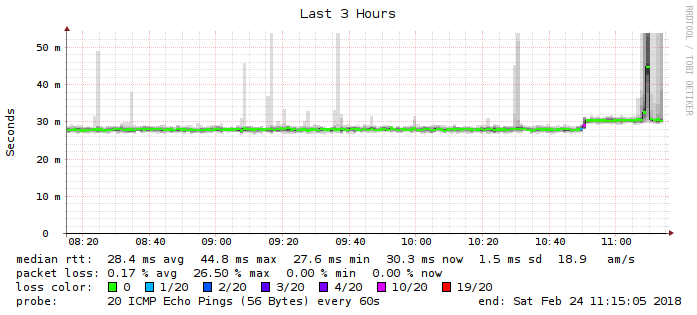 Last 3 Hours
RRDTOOL / TOBI OETIKER
Seconds
50 m
40 m
30 m
20 m
10 m
0
08:20 08:40 09:00 09:20 09:40 10:00 10:20 10:40 11:00
median rtt: 28.4 ms avg 44.8 ms max 27.6 ms min 30.3 ms now 1.5 ms sd 18.9 am/s
packet loss: 0.17 % avg 26.50 % max 0.00 % min 0.00 % now
loss color: 0 1/20 2/20 3/20 4/20 10/20 19/20
probe: 20 ICMP Echo Pings (56 Bytes) every 60s end: Sat Feb 24 11:15:05 2018